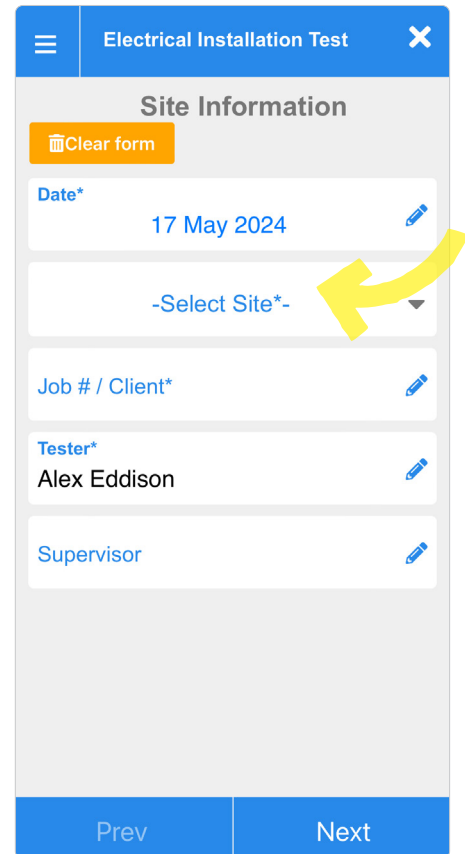 Electrical Installation Test
Site Information
Clear form
Date*
17 May 2024
-Select Site*-
Job # / Client*
Tester*
Alex Eddison
Supervisor
Prev
Next